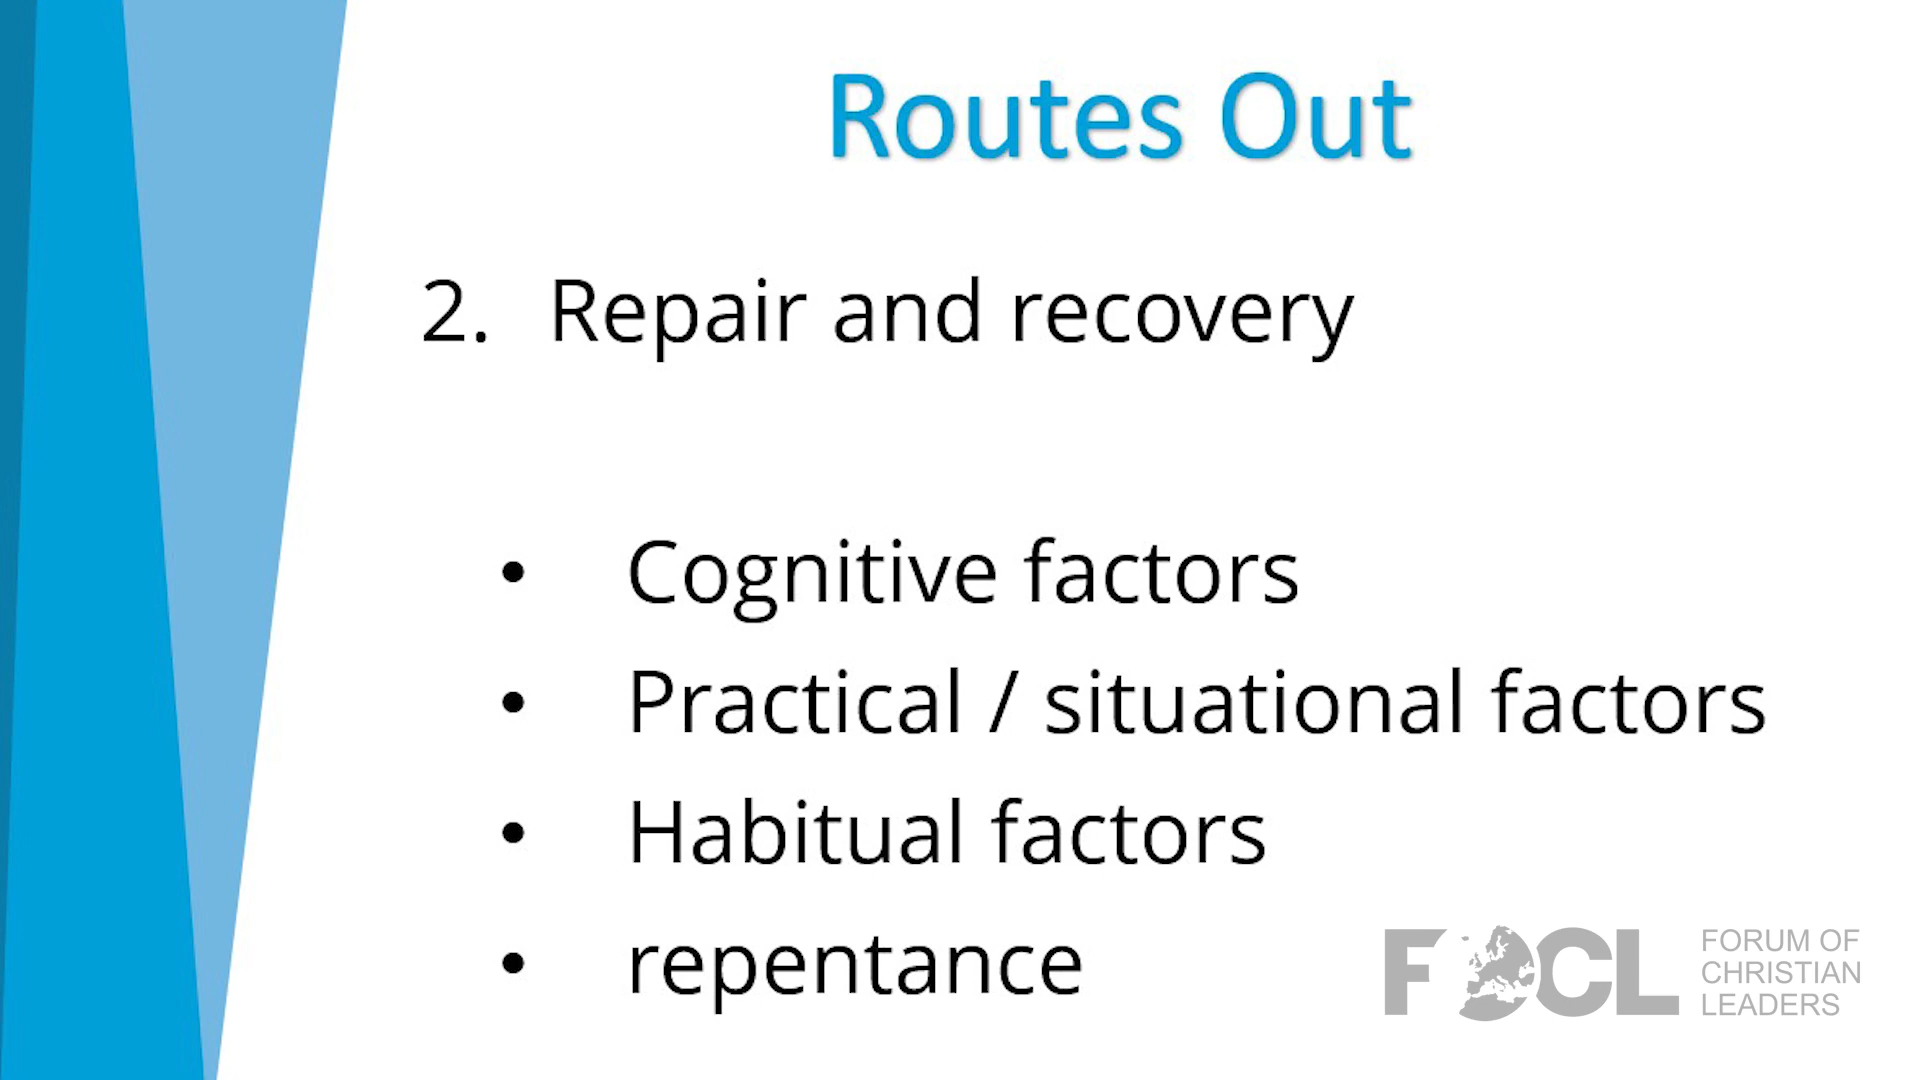 Routes Out
2. Repair and recovery
• Cognitive factors
• Practical / situational factors
• Habitual factors
• repentance
FOCL
FORUM OF
CHRISTIAN
LEADERS